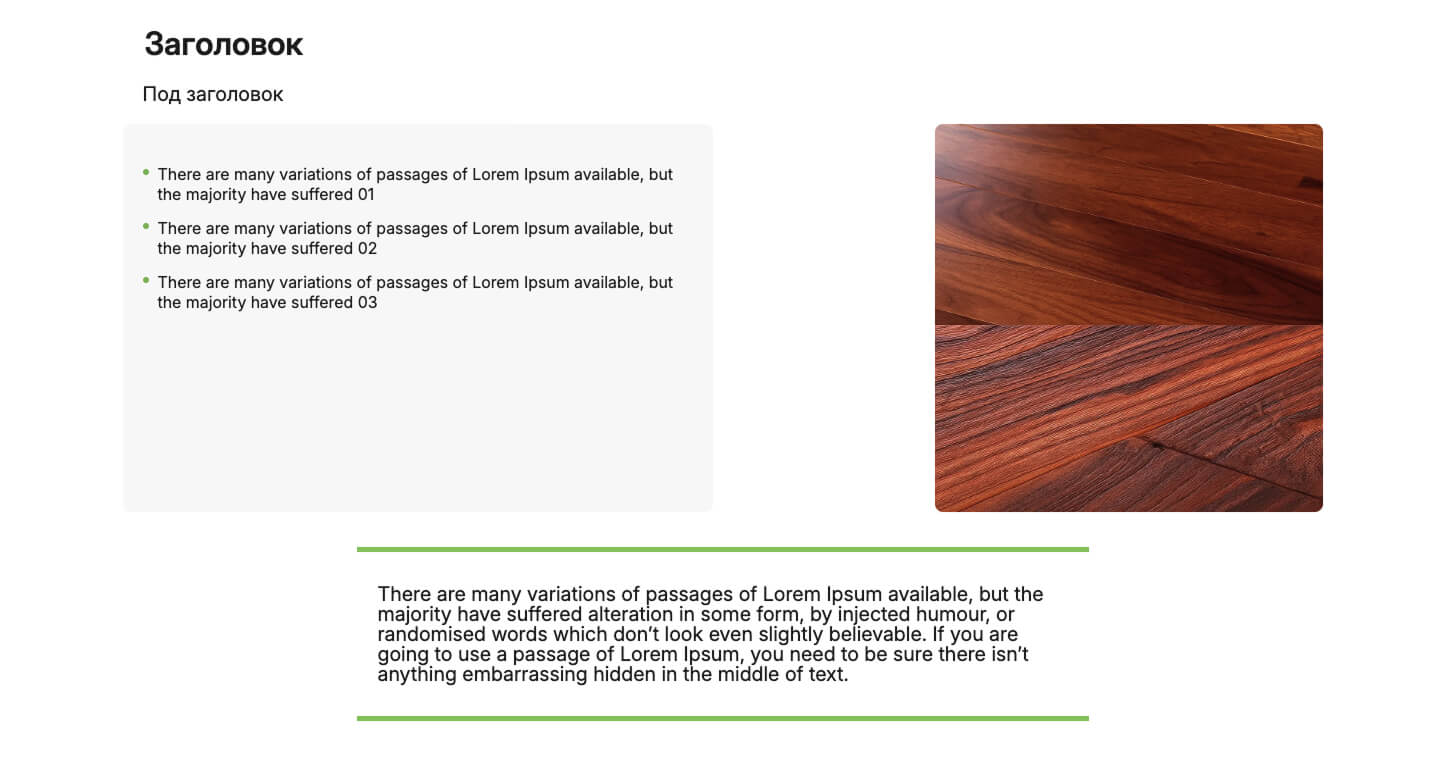 Заголовок
Под заголовок
There are many variations of passages of Lorem Ipsum available, but
the majority have suffered 01
There are many variations of passages of Lorem Ipsum available, but
the majority have suffered 02
There are many variations of passages of Lorem Ipsum available, but
the majority have suffered 03
There are many variations of passages of Lorem Ipsum available, but the
majority have suffered alteration in some form, by injected humour, or
randomised words which don’t look even slightly believable. If you are
going to use a passage of Lorem Ipsum, you need to be sure there isn’t
anything embarrassing hidden in the middle of text.